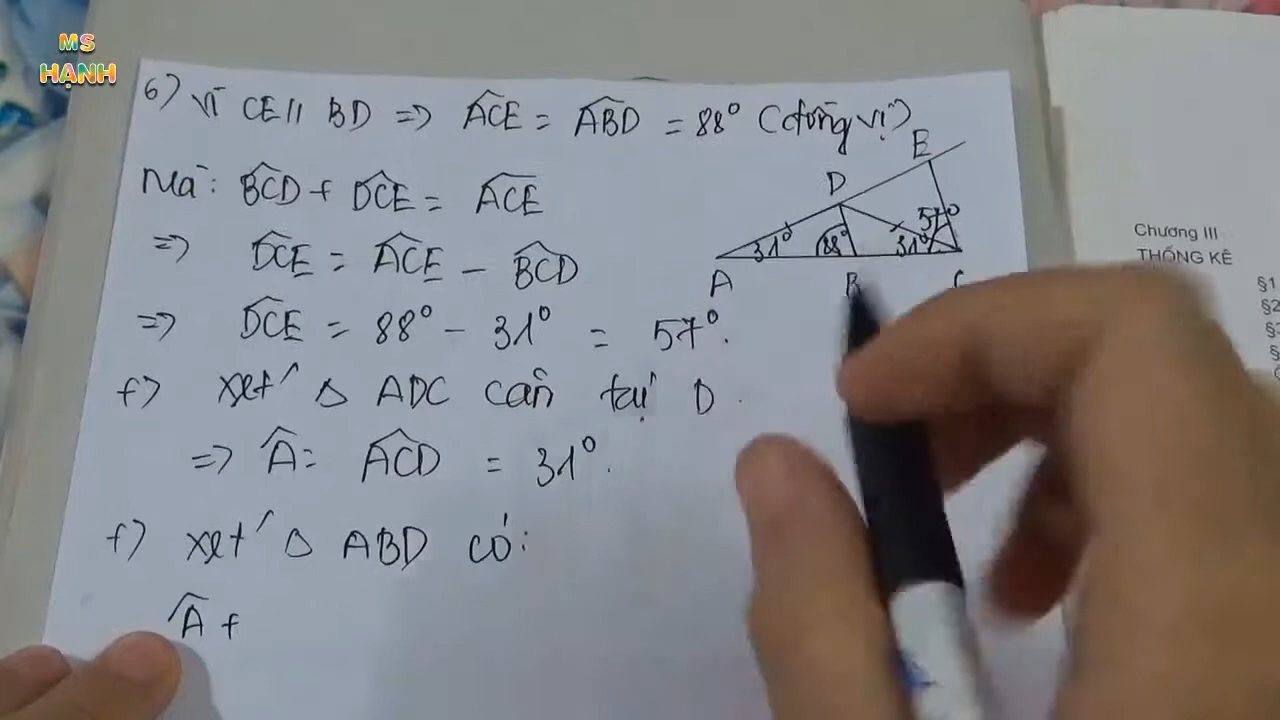 MS
HẠNH
6) Vì CE // BD => ACE = ABD = 88° (đồng vị)
Mà: BCD + DCE = ACE
=> DCE = ACE - BCD
=> DCE = 88° - 31° = 57°.
+) xét Δ ADC cân tại D.
=> A = ACD = 31°.
+) xét Δ ABD có:
A +
E
D
57°
31° 88° 31°
A B
Chương III
THỐNG KÊ
§1
§2